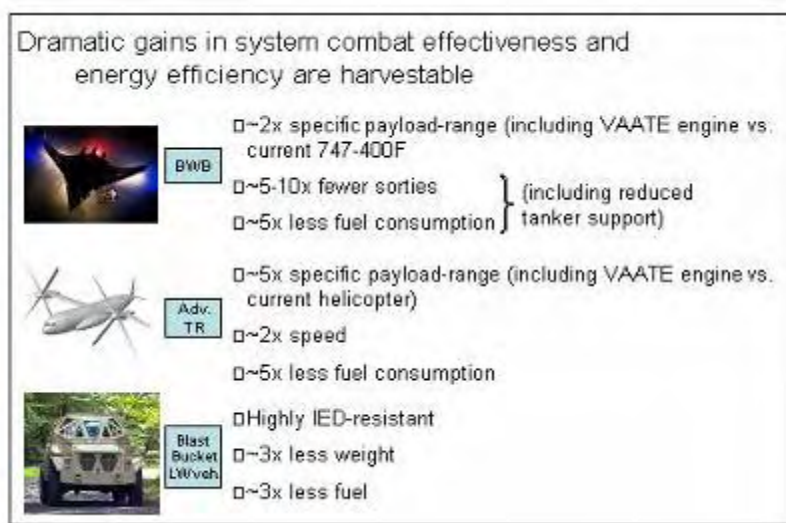 Dramatic gains in system combat effectiveness and
energy efficiency are harvestable
BWB
□~2x specific payload-range (including VAATE engine vs.
current 747-400F
□~5-10x fewer sorties
□~5x less fuel consumption
(including reduced
tanker support)
Adv.
TR
□~5x specific payload-range (including VAATE engine vs.
current helicopter)
□~2x speed
□~5x less fuel consumption
Blast
Bucket
LWveh.
□Highly IED-resistant
□~3x less weight
□~3x less fuel